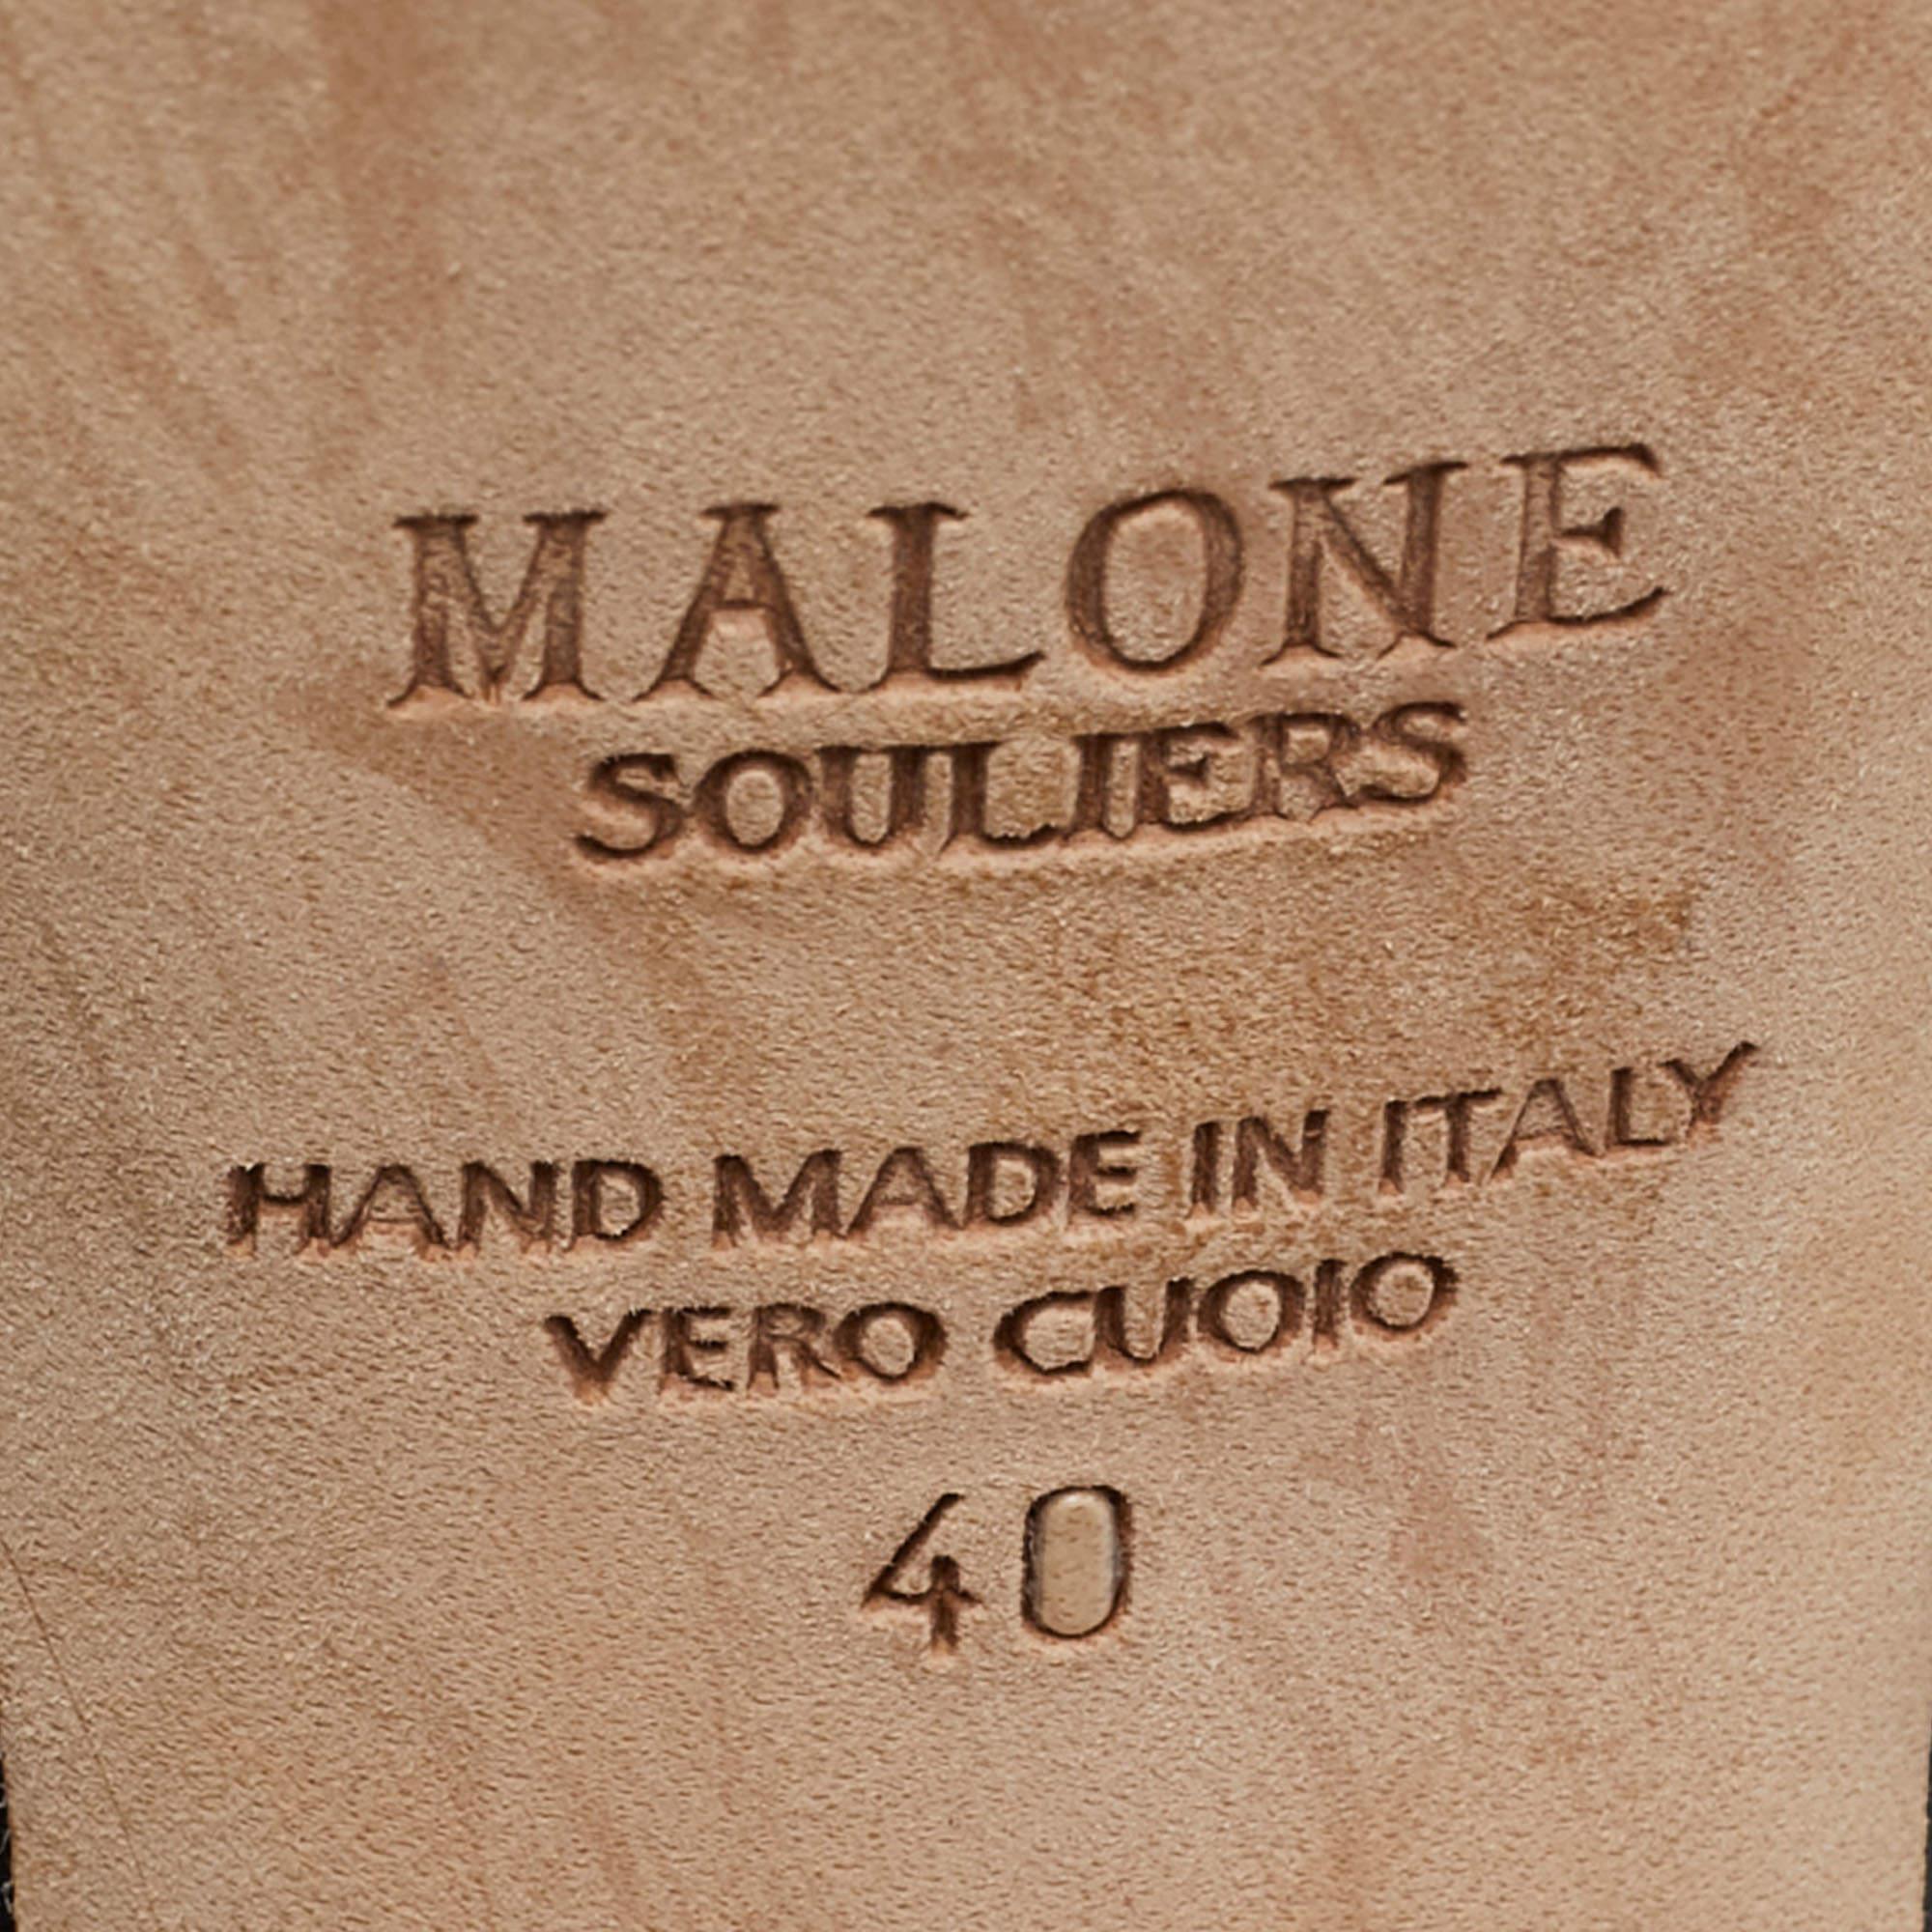 MALONE
SOULIERS
HAND MADE IN ITALY
VERO CUOIO
40